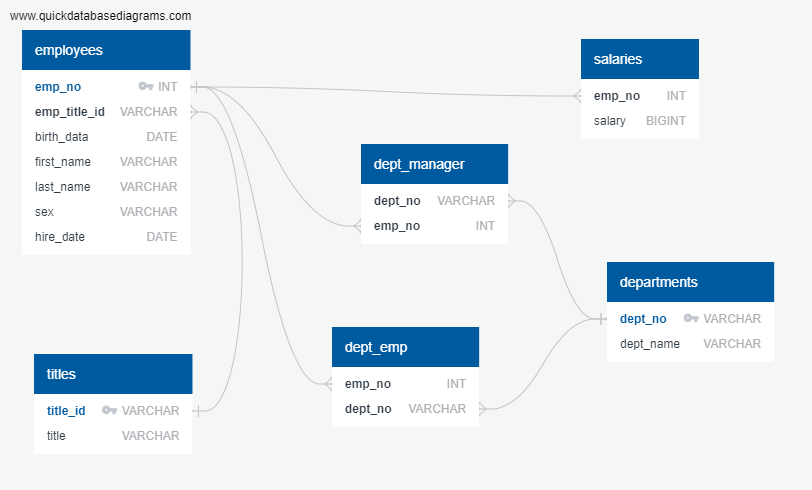 www.quickdatabasediagrams.com
employees
emp_no INT
emp_title_id VARCHAR
birth_data DATE
first_name VARCHAR
last_name VARCHAR
sex VARCHAR
hire_date DATE
salaries
emp_no INT
salary BIGINT
dept_manager
dept_no VARCHAR
emp_no INT
departments
dept_no VARCHAR
dept_name VARCHAR
dept_emp
emp_no INT
dept_no VARCHAR
titles
title_id VARCHAR
title VARCHAR